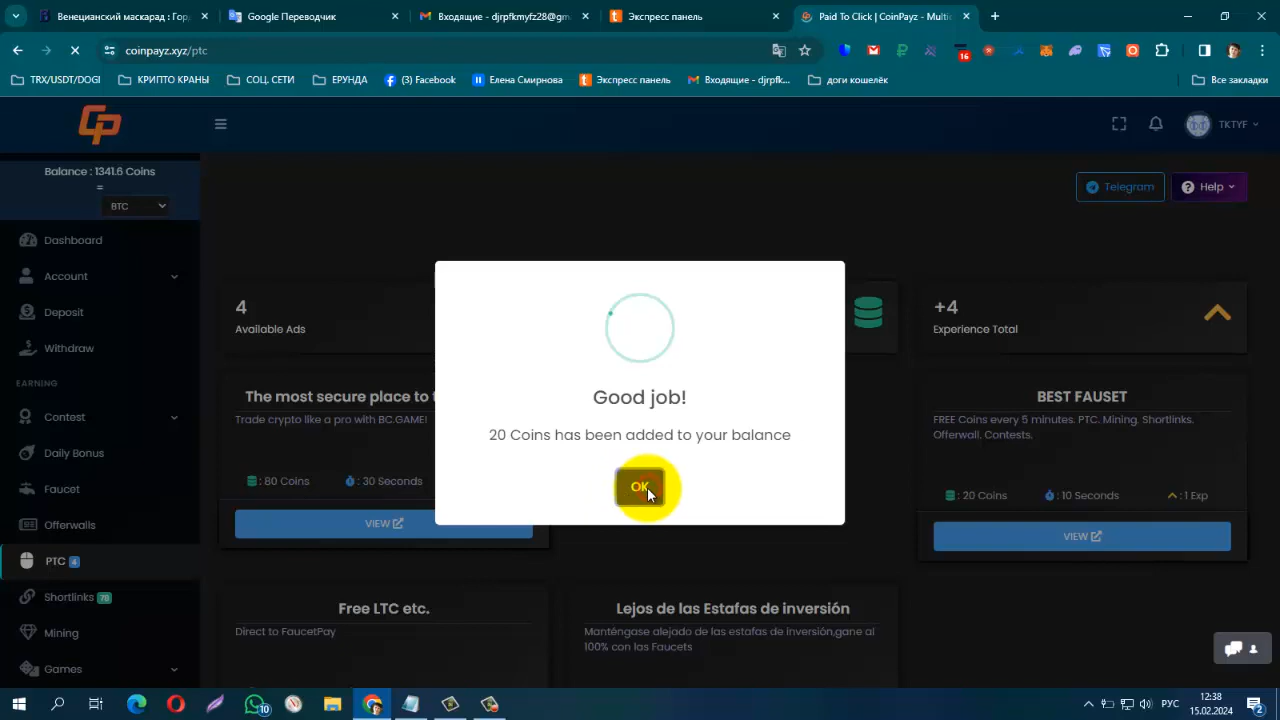 Венецианский маскарад : Гор
Google Переводчик
Входящие - djrpfkmyfz28@gm
Экспресс панель
Paid To Click | CoinPayz - Multi
coinpayz.xyz/ptc
16
TRX/USDT/DOGI
КРИПТО КРАНЫ
СОЦ. СЕТИ
ЕРУНДА
(3) Facebook
Елена Смирнова
Экспресс панель
Входящие - djrpfk...
доги кошелёк
Все закладки
CP
TKTYF
Balance : 1341.6 Coins
=
BTC
Telegram
Help
Dashboard
Account
Deposit
Withdraw
EARNING
Contest
Daily Bonus
Faucet
Offerwalls
PTC 4
Shortlinks 78
Mining
Games
4
Available Ads
+4
Experience Total
The most secure place to t
Trade crypto like a pro with BC.GAME!
: 80 Coins
: 30 Seconds
VIEW
Good job!
20 Coins has been added to your balance
OK
BEST FAUSET
FREE Coins every 5 minutes. PTC, Mining, Shortlinks.
Offerwall, Contests,
: 20 Coins
: 10 Seconds
: 1 Exp
VIEW
Free LTC etc.
Direct to FaucetPay
Lejos de las Estafas de inversión
Manténgase alejado de las estafas de inversión,gane al
100% con las Faucets
10
РУС
12:38
15.02.2024
2